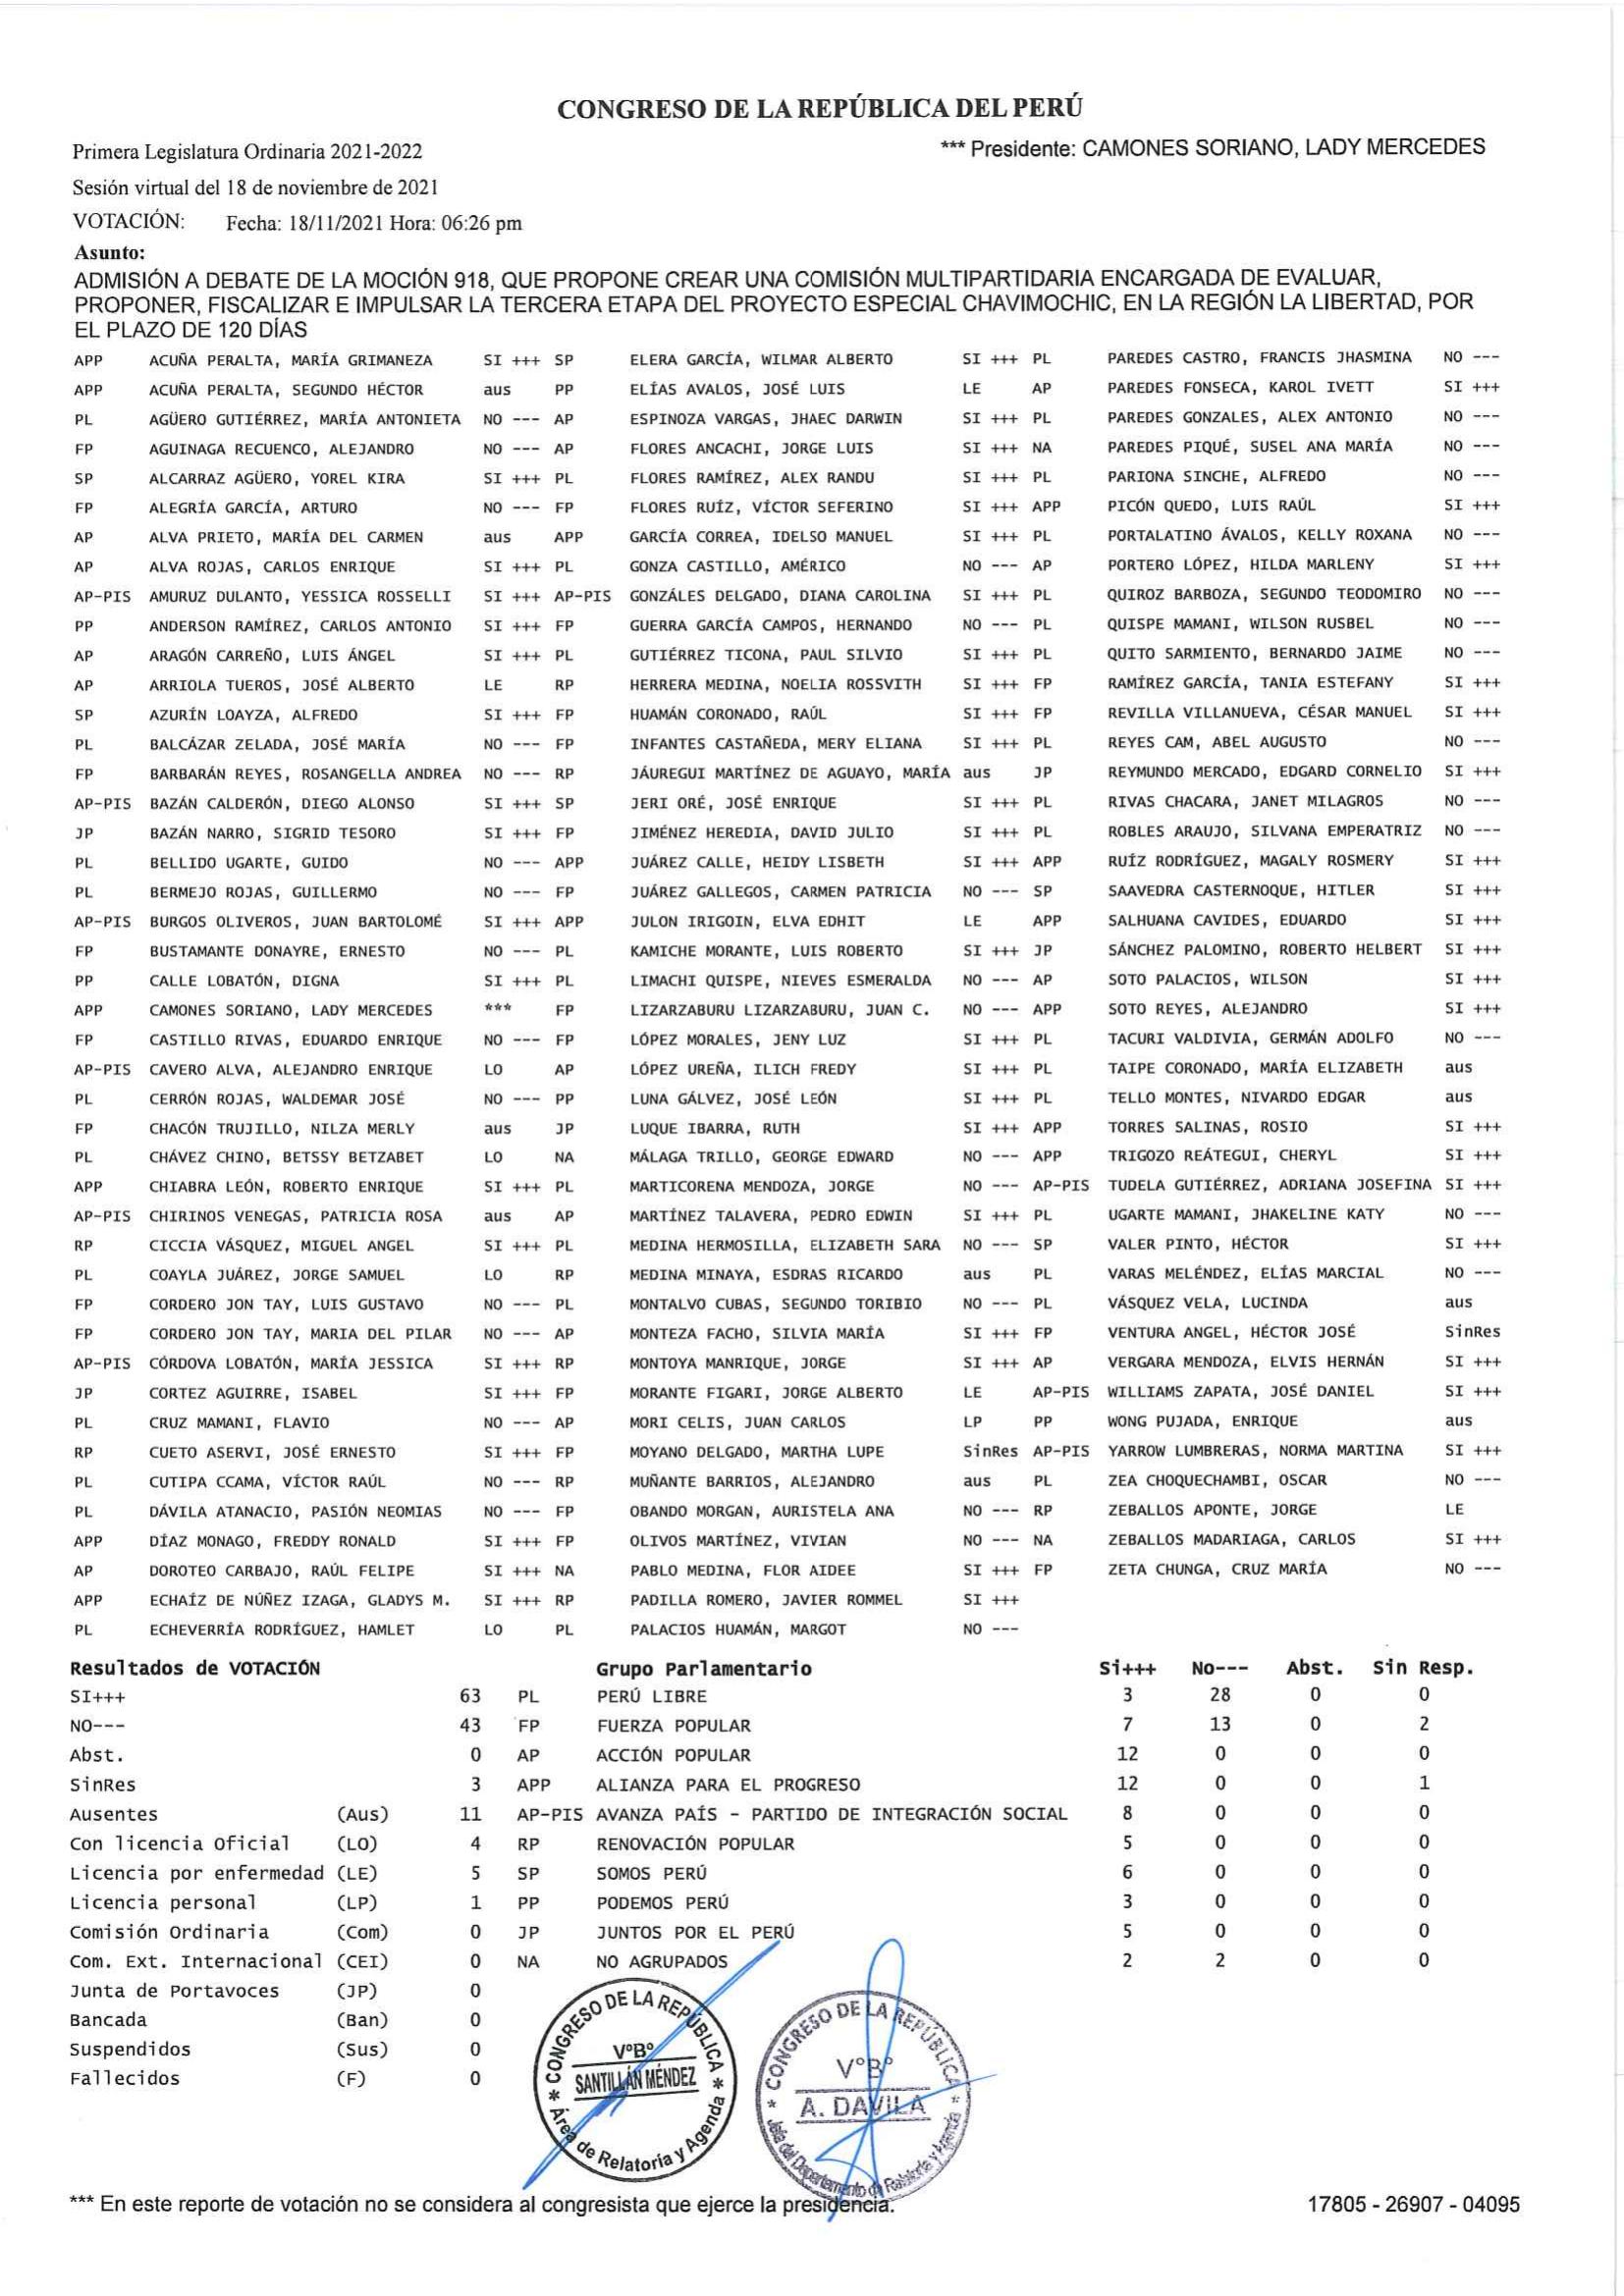 CONGRESO DE LA REPÚBLICA DEL PERÚ
Primera Legislatura Ordinaria 2021-2022 *** Presidente: CAMONES SORIANO, LADY MERCEDES
Sesión virtual del 18 de noviembre de 2021
VOTACIÓN: Fecha: 18/11/2021 Hora: 06:26 pm
Asunto:
ADMISIÓN A DEBATE DE LA MOCIÓN 918, QUE PROPONE CREAR UNA COMISIÓN MULTIPARTIDARIA ENCARGADA DE EVALUAR,
PROPONER, FISCALIZAR E IMPULSAR LA TERCERA ETAPA DEL PROYECTO ESPECIAL CHAVIMOCHIC, EN LA REGIÓN LA LIBERTAD, POR
EL PLAZO DE 120 DÍAS
APP ACUÑA PERALTA, MARÍA GRIMANEZA SI +++ SP ELERA GARCÍA, WILMAR ALBERTO SI +++ PL PAREDES CASTRO, FRANCIS JHASMINA NO ---
APP ACUÑA PERALTA, SEGUNDO HÉCTOR aus PP ELÍAS AVALOS, JOSÉ LUIS LE AP PAREDES FONSECA, KAROL IVETT SI +++
PL AGÜERO GUTIÉRREZ, MARÍA ANTONIETA NO --- AP ESPINOZA VARGAS, JHAEC DARWIN SI +++ PL PAREDES GONZALES, ALEX ANTONIO NO ---
FP AGUINAGA RECUENCO, ALEJANDRO NO --- AP FLORES ANCACHI, JORGE LUIS SI +++ NA PAREDES PIQUÉ, SUSEL ANA MARÍA NO ---
SP ALCARRAZ AGÜERO, YOREL KIRA SI +++ PL FLORES RAMÍREZ, ALEX RANDU SI +++ PL PARIONA SINCHE, ALFREDO NO ---
FP ALEGRÍA GARCÍA, ARTURO NO --- FP FLORES RUÍZ, VÍCTOR SEFERINO SI +++ APP PICÓN QUEDO, LUIS RAÚL SI +++
AP ALVA PRIETO, MARÍA DEL CARMEN aus APP GARCÍA CORREA, IDELSO MANUEL SI +++ PL PORTALATINO ÁVALOS, KELLY ROXANA NO ---
AP ALVA ROJAS, CARLOS ENRIQUE SI +++ PL GONZA CASTILLO, AMÉRICO NO --- AP PORTERO LÓPEZ, HILDA MARLENY SI +++
AP-PIS AMURUZ DULANTO, YESSICA ROSSELLI SI +++ AP-PIS GONZÁLES DELGADO, DIANA CAROLINA SI +++ PL QUIROZ BARBOZA, SEGUNDO TEODOMIRO NO ---
PP ANDERSON RAMÍREZ, CARLOS ANTONIO SI +++ FP GUERRA GARCÍA CAMPOS, HERNANDO NO --- PL QUISPE MAMANI, WILSON RUSBEL NO ---
AP ARAGÓN CARREÑO, LUIS ÁNGEL SI +++ PL GUTIÉRREZ TICONA, PAUL SILVIO SI +++ PL QUITO SARMIENTO, BERNARDO JAIME NO ---
AP ARRIOLA TUEROS, JOSÉ ALBERTO LE RP HERRERA MEDINA, NOELIA ROSSVITH SI +++ FP RAMÍREZ GARCÍA, TANIA ESTEFANY SI +++
SP AZURÍN LOAYZA, ALFREDO SI +++ FP HUAMÁN CORONADO, RAÚL SI +++ FP REVILLA VILLANUEVA, CÉSAR MANUEL SI +++
PL BALCÁZAR ZELADA, JOSÉ MARÍA NO --- FP INFANTES CASTAÑEDA, MERY ELIANA SI +++ PL REYES CAM, ABEL AUGUSTO NO ---
FP BARBARÁN REYES, ROSANGELLA ANDREA NO --- RP JÁUREGUI MARTÍNEZ DE AGUAYO, MARÍA aus JP REYMUNDO MERCADO, EDGARD CORNELIO SI +++
AP-PIS BAZÁN CALDERÓN, DIEGO ALONSO SI +++ SP JERI ORÉ, JOSÉ ENRIQUE SI +++ PL RIVAS CHACARA, JANET MILAGROS NO ---
JP BAZÁN NARRO, SIGRID TESORO SI +++ FP JIMÉNEZ HEREDIA, DAVID JULIO SI +++ PL ROBLES ARAUJO, SILVANA EMPERATRIZ NO ---
PL BELLIDO UGARTE, GUIDO NO --- APP JUÁREZ CALLE, HEIDY LISBETH SI +++ APP RUÍZ RODRÍGUEZ, MAGALY ROSMERY SI +++
PL BERMEJO ROJAS, GUILLERMO NO --- FP JUÁREZ GALLEGOS, CARMEN PATRICIA NO --- SP SAAVEDRA CASTERNOQUE, HITLER SI +++
AP-PIS BURGOS OLIVEROS, JUAN BARTOLOMÉ SI +++ APP JULON IRIGOIN, ELVA EDHIT LE APP SALHUANA CAVIDES, EDUARDO SI +++
FP BUSTAMANTE DONAYRE, ERNESTO NO --- PL KAMICHE MORANTE, LUIS ROBERTO SI +++ JP SÁNCHEZ PALOMINO, ROBERTO HELBERT SI +++
PP CALLE LOBATÓN, DIGNA SI +++ PL LIMACHI QUISPE, NIEVES ESMERALDA NO --- AP SOTO PALACIOS, WILSON SI +++
APP CAMONES SORIANO, LADY MERCEDES *** FP LIZARZABURU LIZARZABURU, JUAN C. NO --- APP SOTO REYES, ALEJANDRO SI +++
FP CASTILLO RIVAS, EDUARDO ENRIQUE NO --- FP LÓPEZ MORALES, JENY LUZ SI +++ PL TACURI VALDIVIA, GERMÁN ADOLFO NO ---
AP-PIS CAVERO ALVA, ALEJANDRO ENRIQUE LO AP LÓPEZ UREÑA, ILICH FREDY SI +++ PL TAIPE CORONADO, MARÍA ELIZABETH aus
PL CERRÓN ROJAS, WALDEMAR JOSÉ NO --- PP LUNA GÁLVEZ, JOSÉ LEÓN SI +++ PL TELLO MONTES, NIVARDO EDGAR aus
FP CHACÓN TRUJILLO, NILZA MERLY aus JP LUQUE IBARRA, RUTH SI +++ APP TORRES SALINAS, ROSIO SI +++
PL CHÁVEZ CHINO, BETSSY BETZABET LO NA MÁLAGA TRILLO, GEORGE EDWARD NO --- APP TRIGOZO REÁTEGUI, CHERYL SI +++
APP CHIABRA LEÓN, ROBERTO ENRIQUE SI +++ PL MARTICORENA MENDOZA, JORGE NO --- AP-PIS TUDELA GUTIÉRREZ, ADRIANA JOSEFINA SI +++
AP-PIS CHIRINOS VENEGAS, PATRICIA ROSA aus AP MARTÍNEZ TALAVERA, PEDRO EDWIN SI +++ PL UGARTE MAMANI, JHAKELINE KATY NO ---
RP CICCIA VÁSQUEZ, MIGUEL ANGEL SI +++ PL MEDINA HERMOSILLA, ELIZABETH SARA NO --- SP VALER PINTO, HÉCTOR SI +++
PL COAYLA JUÁREZ, JORGE SAMUEL LO RP MEDINA MINAYA, ESDRAS RICARDO aus PL VARAS MELÉNDEZ, ELÍAS MARCIAL NO ---
FP CORDERO JON TAY, LUIS GUSTAVO NO --- PL MONTALVO CUBAS, SEGUNDO TORIBIO NO --- PL VÁSQUEZ VELA, LUCINDA aus
FP CORDERO JON TAY, MARIA DEL PILAR NO --- AP MONTEZA FACHO, SILVIA MARÍA SI +++ FP VENTURA ANGEL, HÉCTOR JOSÉ SinRes
AP-PIS CÓRDOVA LOBATÓN, MARÍA JESSICA SI +++ RP MONTOYA MANRIQUE, JORGE SI +++ AP VERGARA MENDOZA, ELVIS HERNÁN SI +++
JP CORTEZ AGUIRRE, ISABEL SI +++ FP MORANTE FIGARI, JORGE ALBERTO LE AP-PIS WILLIAMS ZAPATA, JOSÉ DANIEL SI +++
PL CRUZ MAMANI, FLAVIO NO --- AP MORI CELIS, JUAN CARLOS LP PP WONG PUJADA, ENRIQUE aus
RP CUETO ASERVI, JOSÉ ERNESTO SI +++ FP MOYANO DELGADO, MARTHA LUPE SinRes AP-PIS YARROW LUMBRERAS, NORMA MARTINA SI +++
PL CUTIPA CCAMA, VÍCTOR RAÚL NO --- RP MUÑANTE BARRIOS, ALEJANDRO aus PL ZEA CHOQUECHAMBI, OSCAR NO ---
PL DÁVILA ATANACIO, PASIÓN NEOMIAS NO --- FP OBANDO MORGAN, AURISTELA ANA NO --- RP ZEBALLOS APONTE, JORGE LE
APP DÍAZ MONAGO, FREDDY RONALD SI +++ FP OLIVOS MARTÍNEZ, VIVIAN NO --- NA ZEBALLOS MADARIAGA, CARLOS SI +++
AP DOROTEO CARBAJO, RAÚL FELIPE SI +++ NA PABLO MEDINA, FLOR AIDEE SI +++ FP ZETA CHUNGA, CRUZ MARÍA NO ---
APP ECHAÍZ DE NÚÑEZ IZAGA, GLADYS M. SI +++ RP PADILLA ROMERO, JAVIER ROMMEL SI +++
PL ECHEVERRÍA RODRÍGUEZ, HAMLET LO PL PALACIOS HUAMÁN, MARGOT NO ---
Resultados de VOTACIÓN Grupo Parlamentario Si+++ No--- Abst. Sin Resp.
SI+++ 63 PL PERÚ LIBRE 3 28 0 0
NO--- 43 FP FUERZA POPULAR 7 13 0 2
Abst. 0 AP ACCIÓN POPULAR 12 0 0 0
SinRes 3 APP ALIANZA PARA EL PROGRESO 12 0 0 1
Ausentes (Aus) 11 AP-PIS AVANZA PAÍS - PARTIDO DE INTEGRACIÓN SOCIAL 8 0 0 0
Con licencia Oficial (LO) 4 RP RENOVACIÓN POPULAR 5 0 0 0
Licencia por enfermedad (LE) 5 SP SOMOS PERÚ 6 0 0 0
Licencia personal (LP) 1 PP PODEMOS PERÚ 3 0 0 0
Comisión Ordinaria (Com) 0 JP JUNTOS POR EL PERÚ 5 0 0 0
Com. Ext. Internacional (CEI) 0 NA NO AGRUPADOS 2 2 0 0
Junta de Portavoces (JP) 0
Bancada (Ban) 0
Suspendidos (Sus) 0
Fallecidos (F) 0
CONGRESO DE LA REPÚBLICA
V°B°
SANTILLÁN MÉNDEZ
Área de Relatoría y Agenda
CONGRESO DE LA REPÚBLICA
V°B°
A. DAVILA
Jefa del Departamento de Relatoría y Agenda
*** En este reporte de votación no se considera al congresista que ejerce la presidencia. 17805 - 26907 - 04095